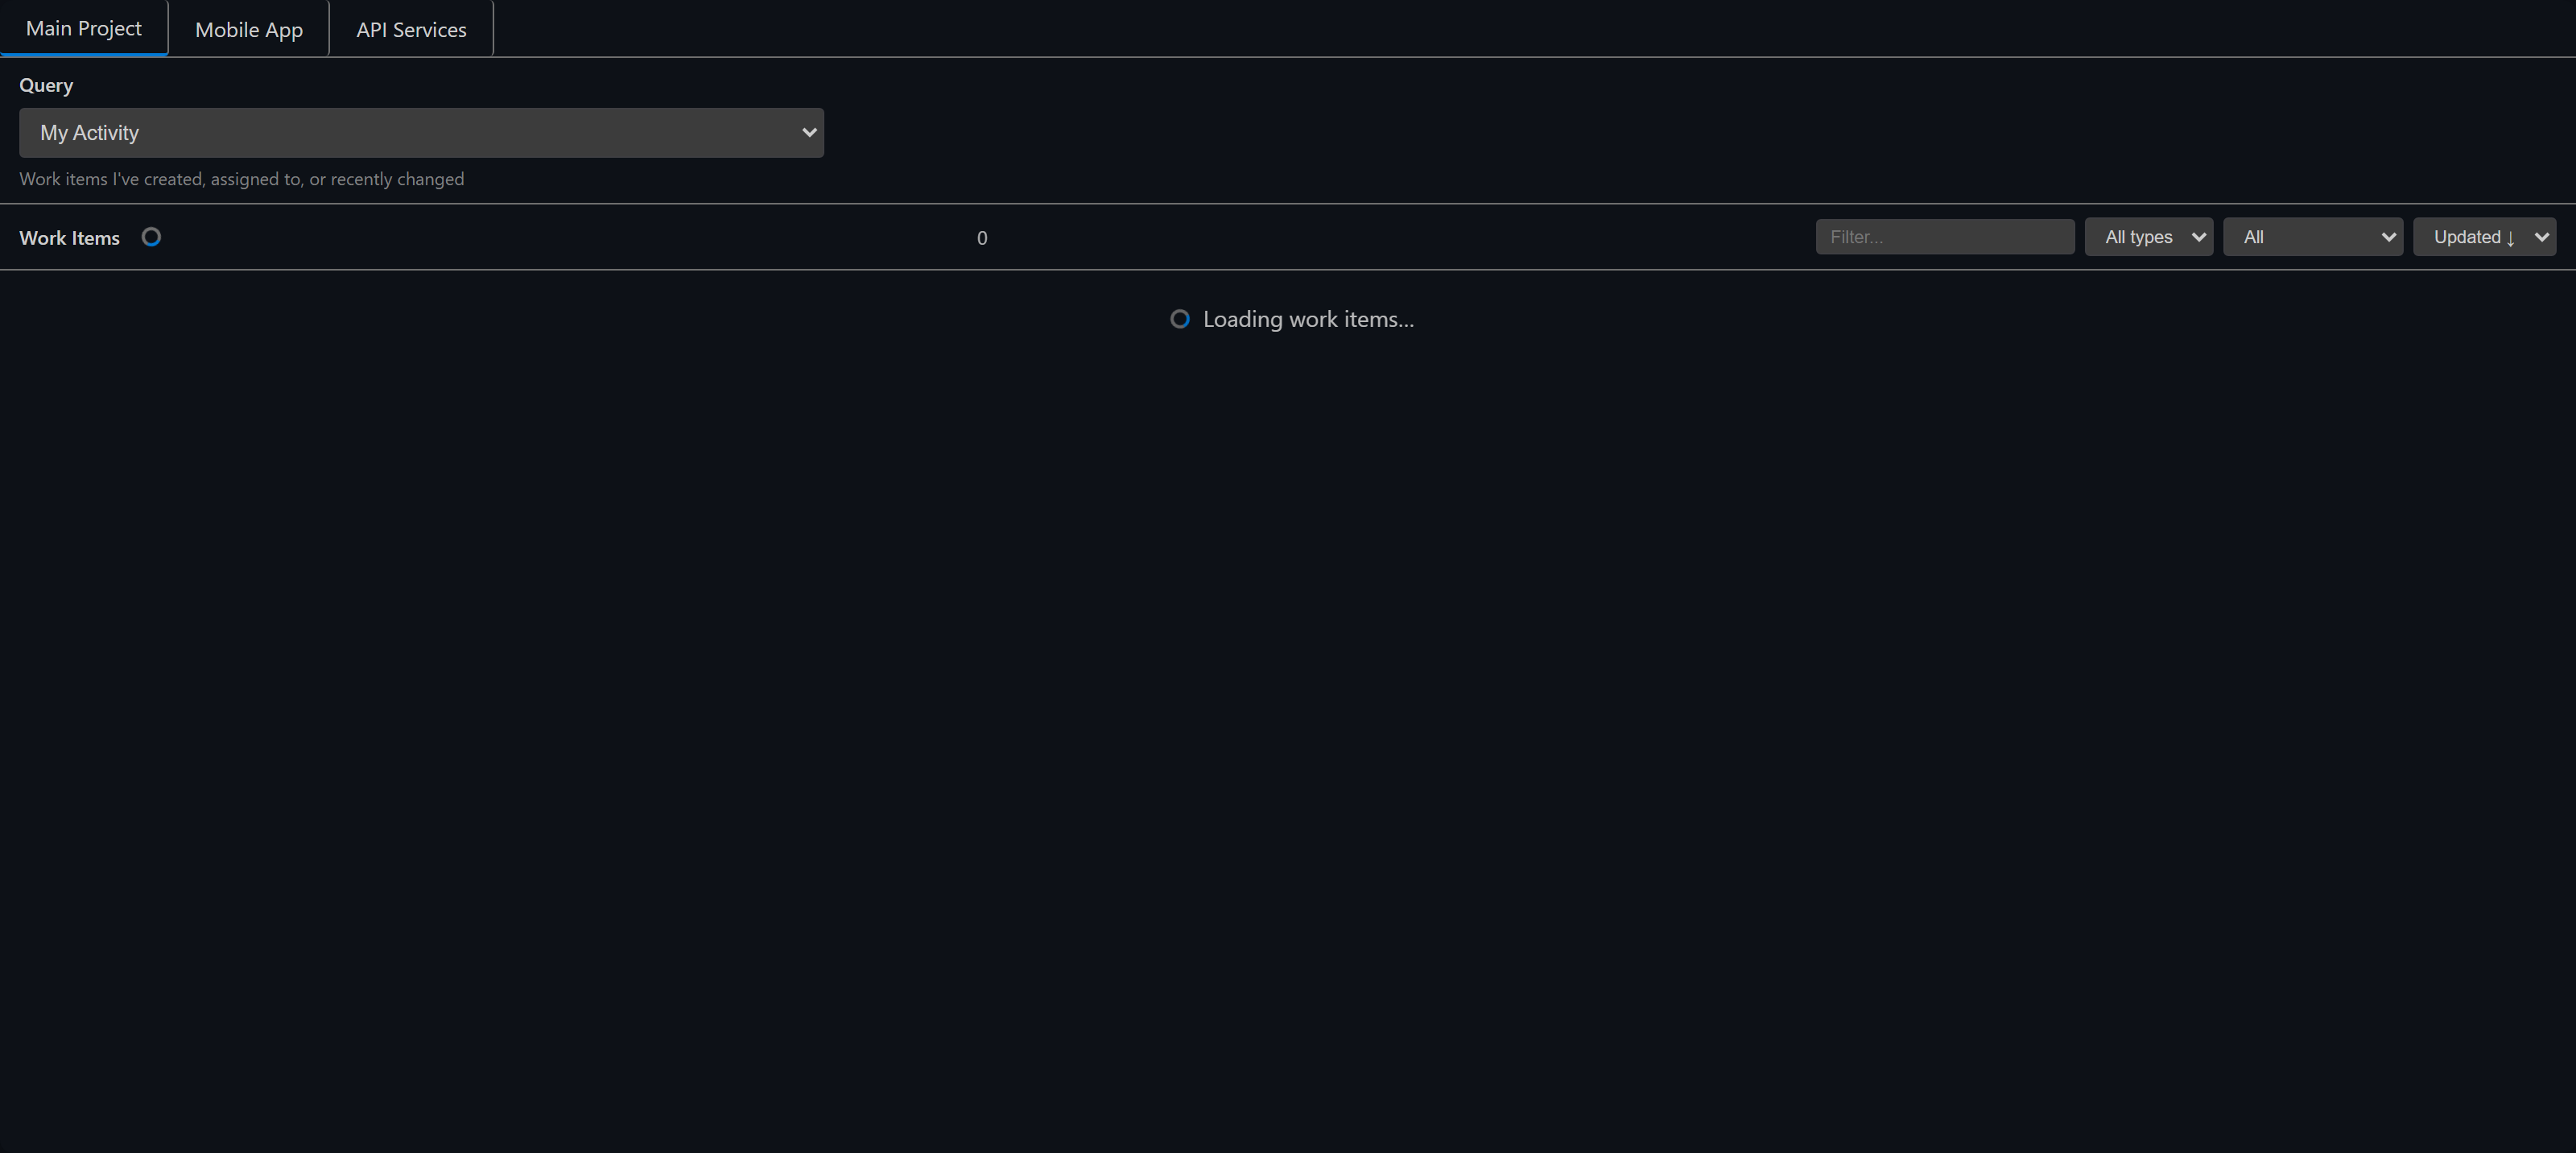 Main Project Mobile App API Services
Query
My Activity
Work items I've created, assigned to, or recently changed
Work Items 0 Filter... All types All Updated ↓
Loading work items...